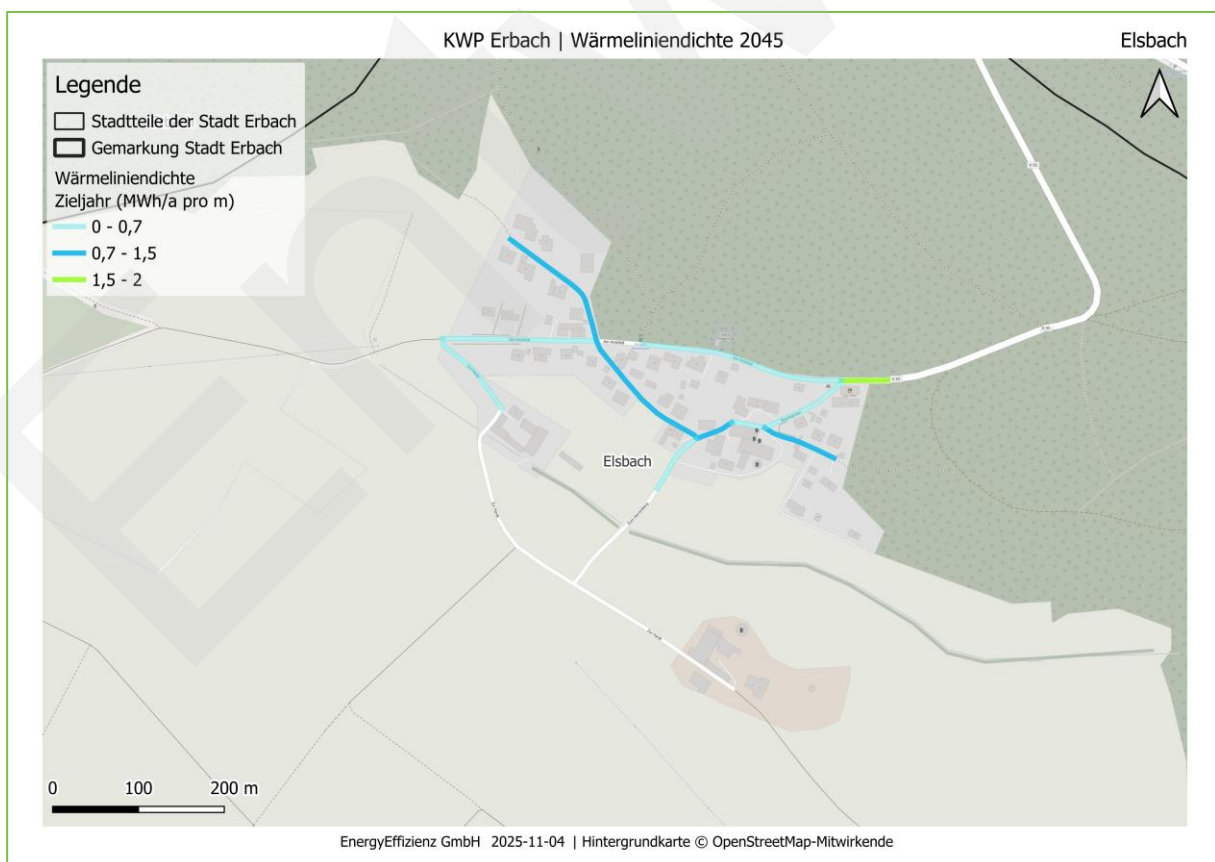 KWP Erbach | Wärmeliniendichte 2045
Elsbach
Legende
Stadtteile der Stadt Erbach
Gemarkung Stadt Erbach
Wärmeliniendichte
Zieljahr (MWh/a pro m)
0 - 0,7
0,7 - 1,5
1,5 - 2
Elsbach
0 100 200 m
EnergyEffizienz GmbH 2025-11-04 | Hintergrundkarte © OpenStreetMap-Mitwirkende